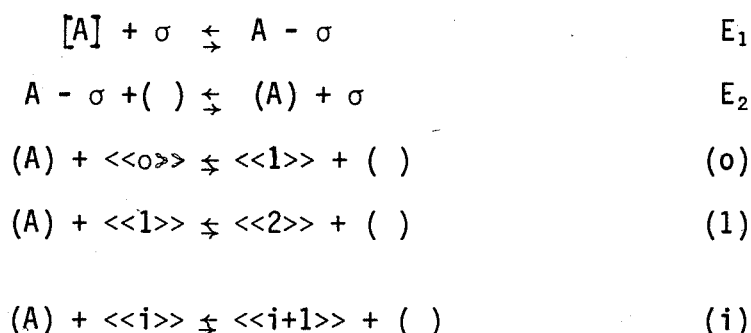 [A] + σ ⇆ A - σ E₁
A - σ +( ) ⇆ (A) + σ E₂
(A) + <<o>> ⇆ <<1>> + ( ) (o)
(A) + <<1>> ⇆ <<2>> + ( ) (1)
(A) + <<i>> ⇆ <<i+1>> + ( ) (i)